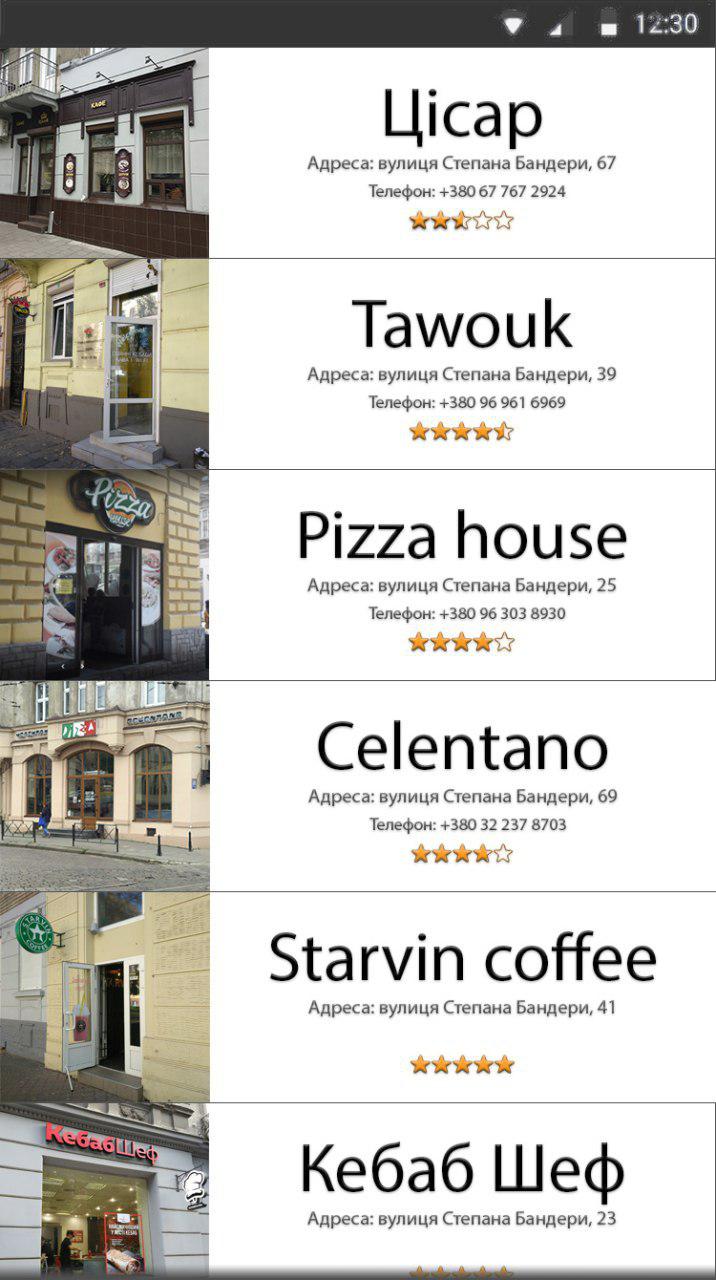 12:30
КАФЕ
Цісар
Адреса: вулиця Степана Бандери, 67
Телефон: +380 67 767 2924
Tawouk
Адреса: вулиця Степана Бандери, 39
Телефон: +380 96 961 6969
Pizza
HOUSE
Pizza house
Адреса: вулиця Степана Бандери, 25
Телефон: +380 96 303 8930
PIZZA
Celentano
Адреса: вулиця Степана Бандери, 69
Телефон: +380 32 237 8703
STARVIN
COFFEE
Starvin coffee
Адреса: вулиця Степана Бандери, 41
КебабШеф
Кебаб Шеф
Адреса: вулиця Степана Бандери, 23